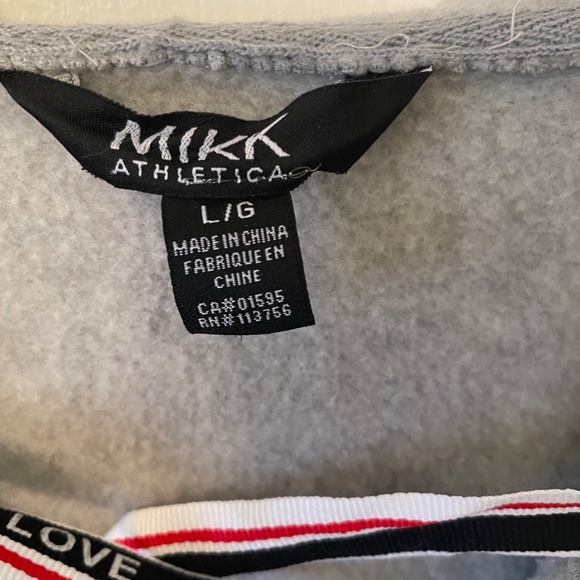 MIKK
ATHLETICA
L/G
MADE IN CHINA
FABRIQUE EN
CHINE
CA#01595
RN#113756
LOVE